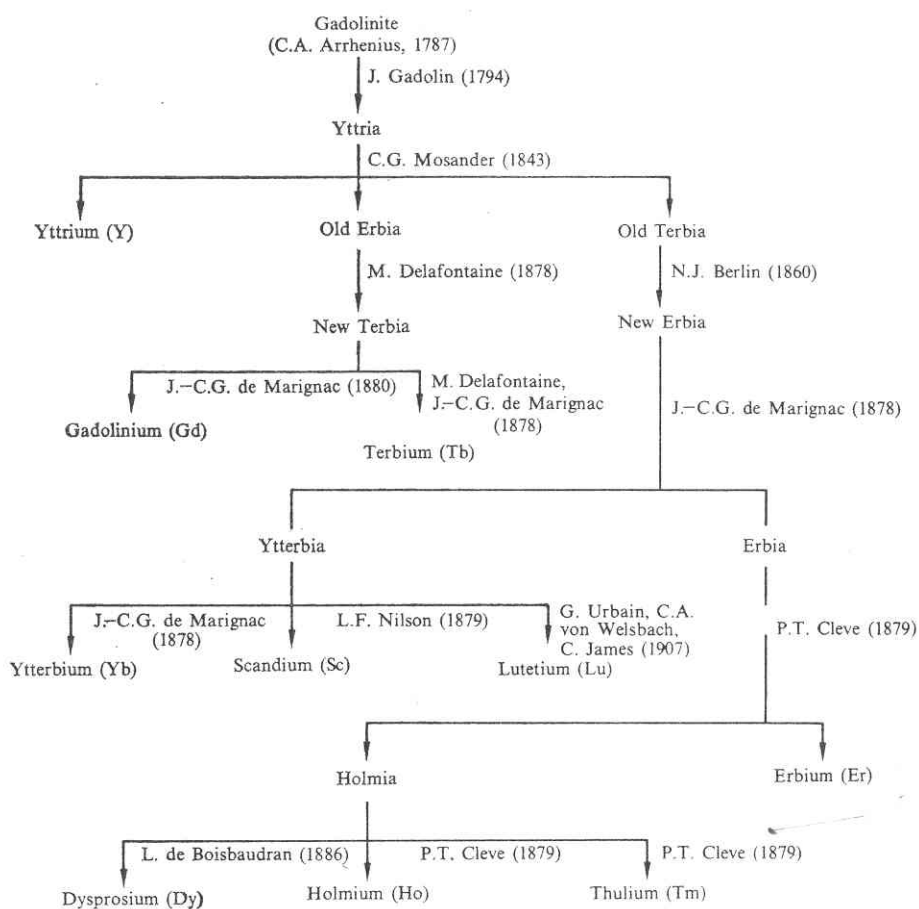 Gadolinite
(C.A. Arrhenius, 1787)
J. Gadolin (1794)
Yttria
C.G. Mosander (1843)
Yttrium (Y)
Old Erbia
Old Terbia
M. Delafontaine (1878)
N.J. Berlin (1860)
New Terbia
New Erbia
J.-C.G. de Marignac (1880)
M. Delafontaine,
J.-C.G. de Marignac
(1878)
J.-C.G. de Marignac (1878)
Gadolinium (Gd)
Terbium (Tb)
Ytterbia
Erbia
J.-C.G. de Marignac
(1878)
L.F. Nilson (1879)
G. Urbain, C.A.
von Welsbach,
C. James (1907)
P.T. Cleve (1879)
Ytterbium (Yb)
Scandium (Sc)
Lutetium (Lu)
Holmia
Erbium (Er)
L. de Boisbaudran (1886)
P.T. Cleve (1879)
P.T. Cleve (1879)
Dysprosium (Dy)
Holmium (Ho)
Thulium (Tm)